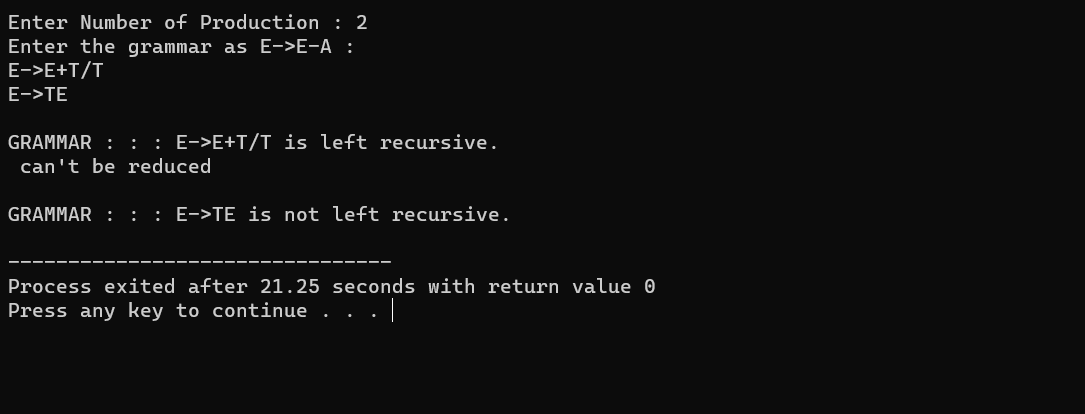 Enter Number of Production : 2
Enter the grammar as E->E-A :
E->E+T/T
E->TE
GRAMMAR : : : E->E+T/T is left recursive.
can't be reduced
GRAMMAR : : : E->TE is not left recursive.
--------------------------------
Process exited after 21.25 seconds with return value 0
Press any key to continue . . .